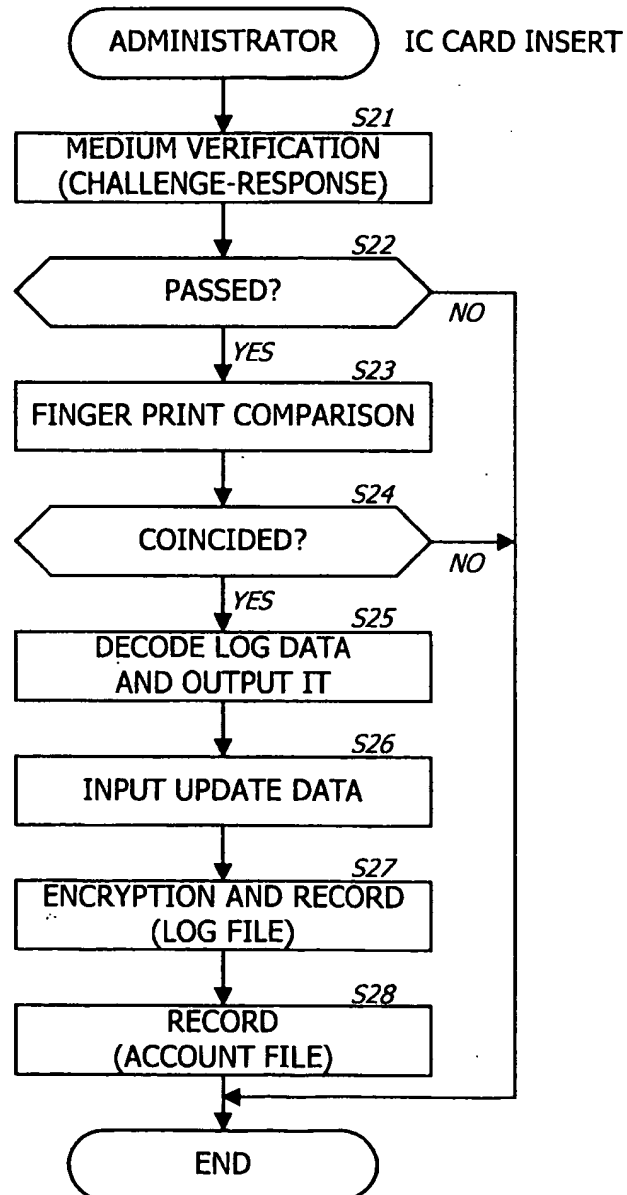 ADMINISTRATOR IC CARD INSERT
S21
MEDIUM VERIFICATION
(CHALLENGE-RESPONSE)
S22
PASSED?
NO
YES
S23
FINGER PRINT COMPARISON
S24
COINCIDED?
NO
YES
S25
DECODE LOG DATA
AND OUTPUT IT
S26
INPUT UPDATE DATA
S27
ENCRYPTION AND RECORD
(LOG FILE)
S28
RECORD
(ACCOUNT FILE)
END